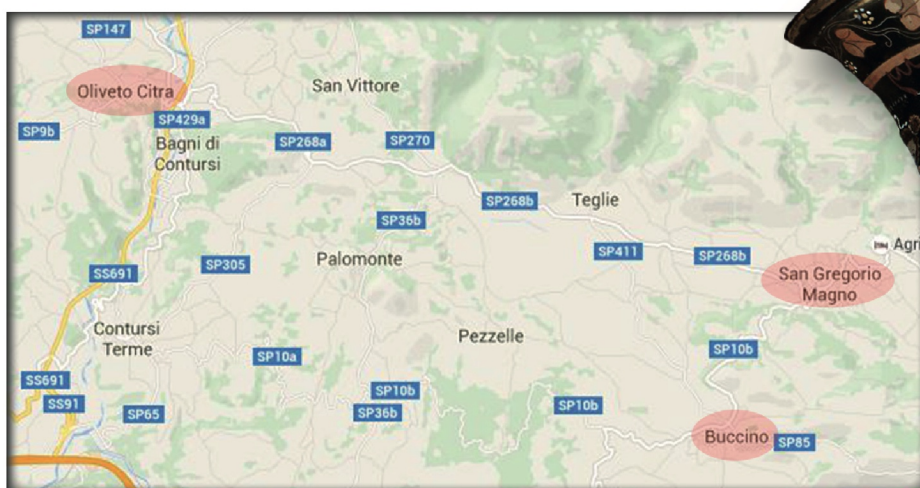 SP147
Oliveto Citra
San Vittore
SP9b
SP429a
Bagni di
Contursi
SP268a
SP270
SP268b
Teglie
SP36b
SP305
Palomonte
SP411
SP268b
Agri
SS691
San Gregorio
Magno
Contursi
Terme
Pezzelle
SP10a
SP10b
SS691
SS91
SP65
SP10b
SP36b
SP10b
Buccino
SP85